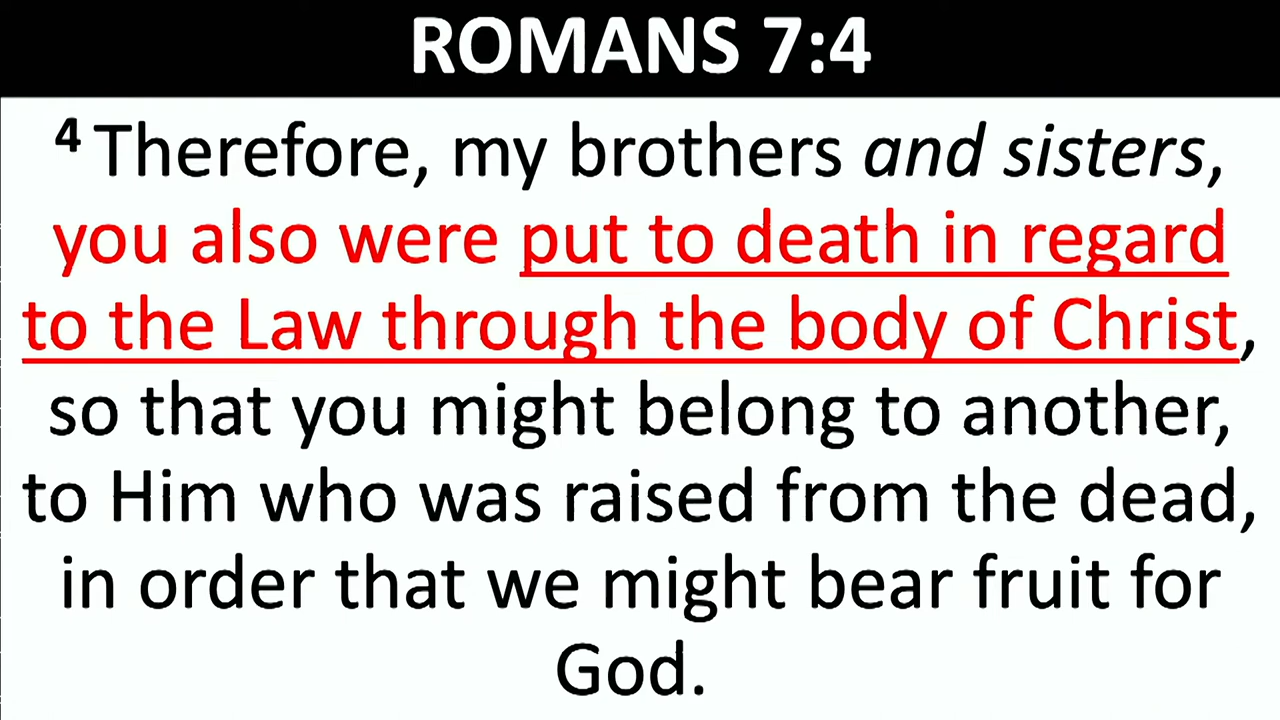 ROMANS 7:4
4 Therefore, my brothers and sisters,
you also were put to death in regard
to the Law through the body of Christ,
so that you might belong to another,
to Him who was raised from the dead,
in order that we might bear fruit for
God.